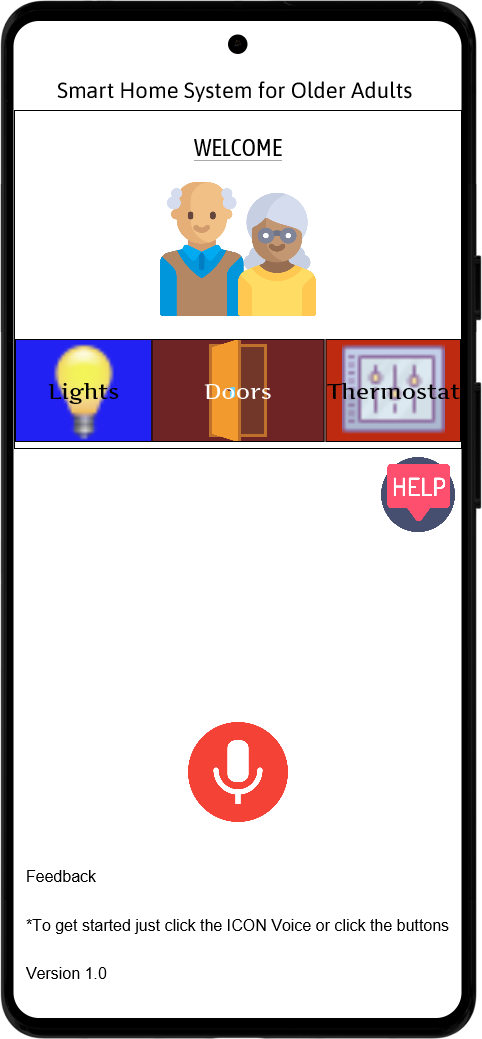 Smart Home System for Older Adults
WELCOME
Lights Doors Thermostat
HELP
Feedback
*To get started just click the ICON Voice or click the buttons
Version 1.0